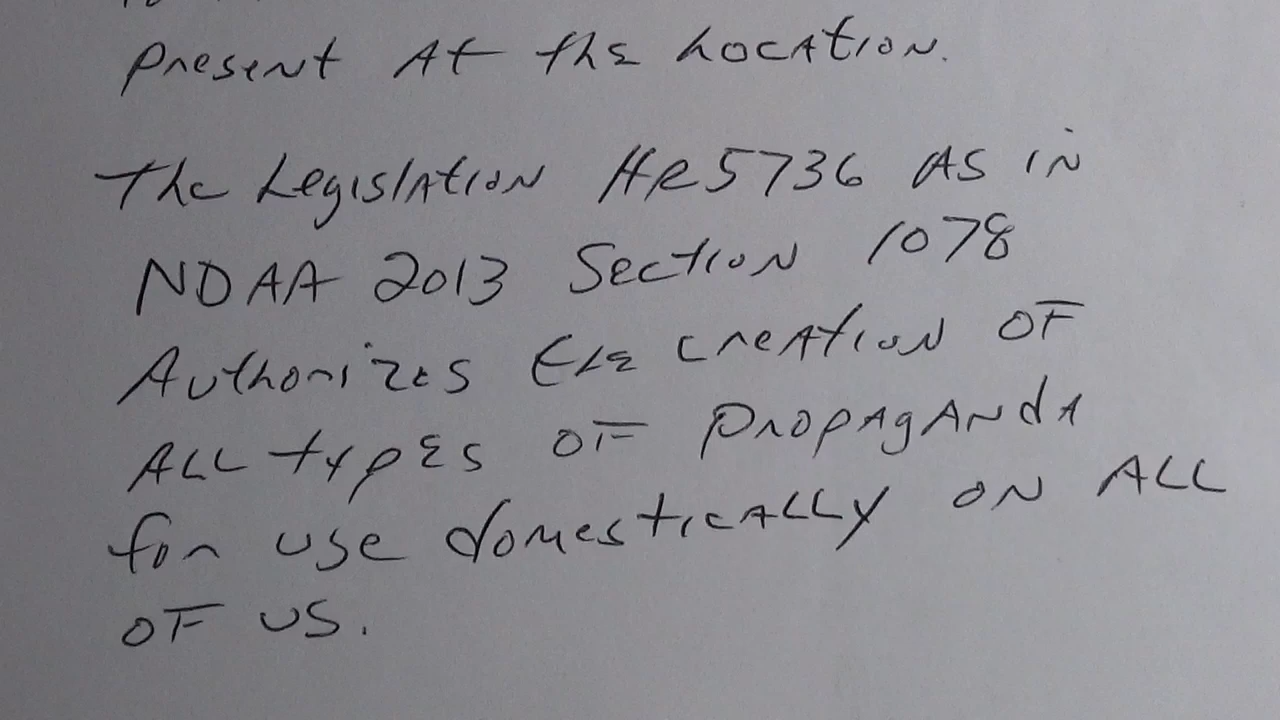 Present At the Location.
The Legislation HR5736 AS IN
NDAA 2013 Section 1078
Authorizes the creation OF
ALL types OF PROPAGANdA
for use domestically ON ALL
OF US.